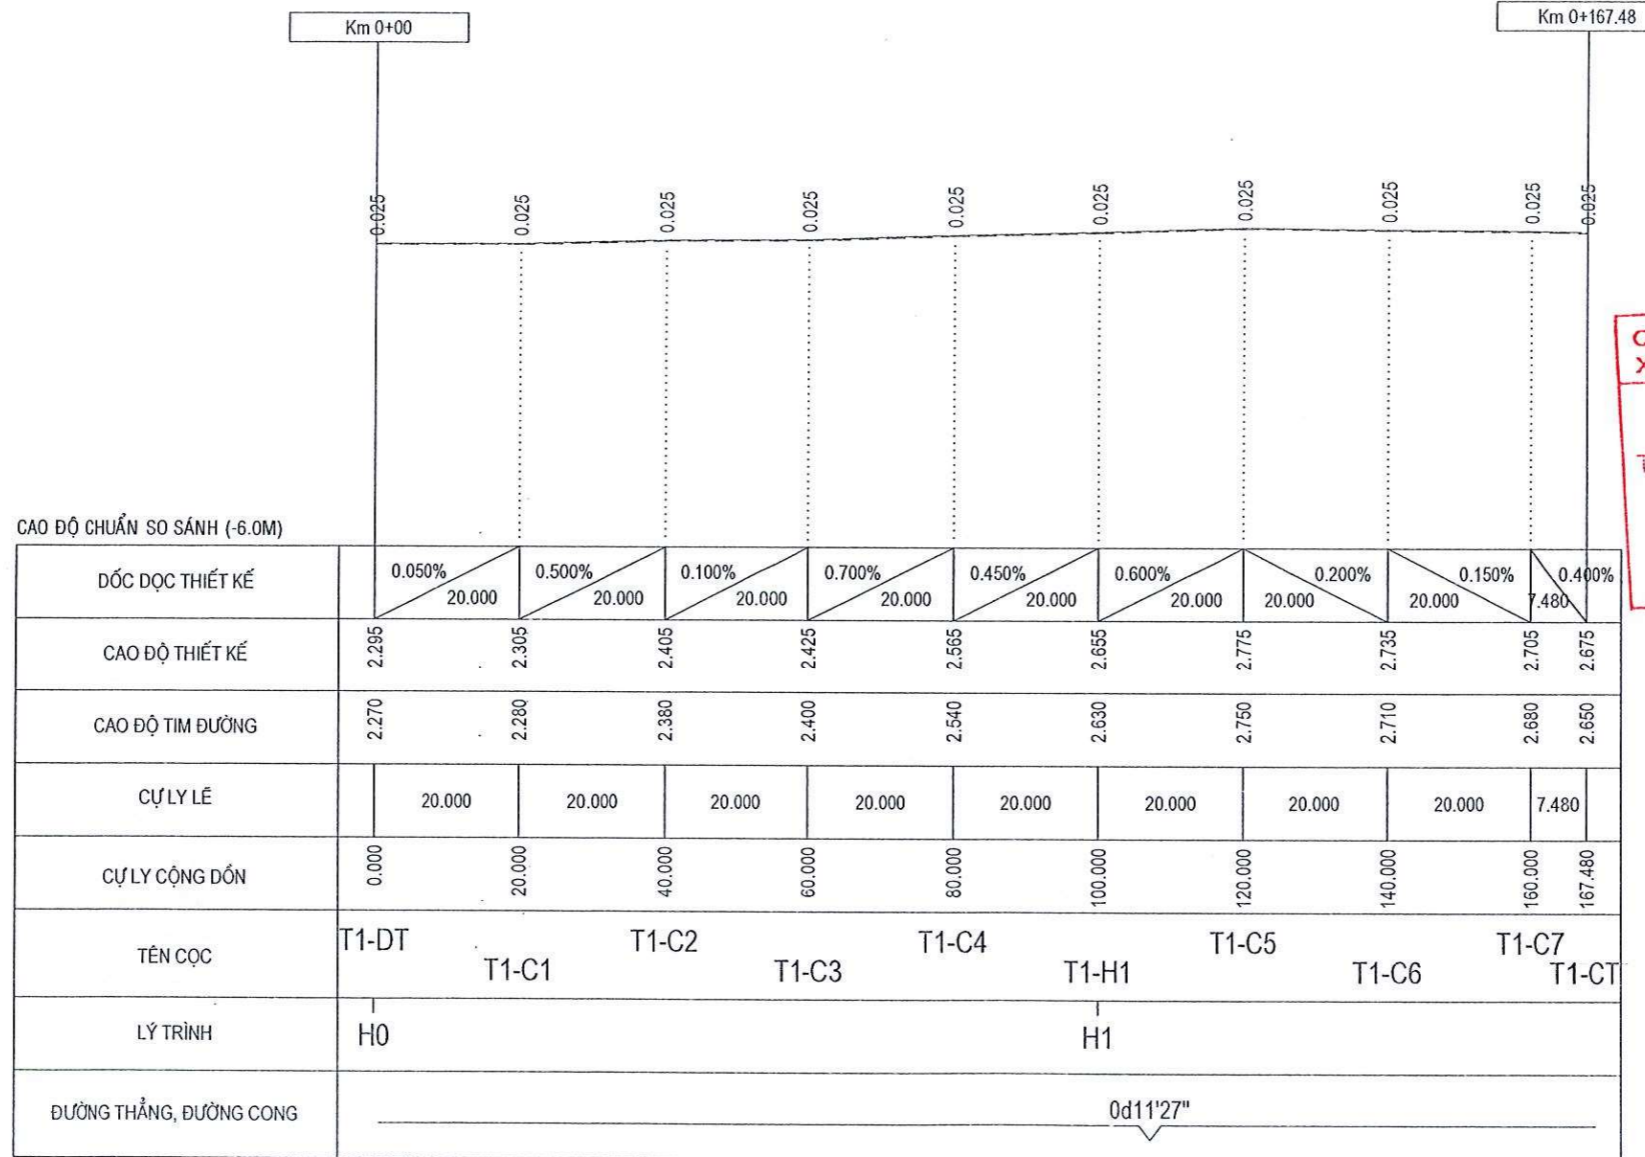 Km 0+00
Km 0+167.48
0.025 0.025 0.025 0.025 0.025 0.025 0.025 0.025 0.025 0.025
CAO ĐỘ CHUẨN SO SÁNH (-6.0M)
DỐC DỌC THIẾT KẾ
0.050% 0.500% 0.100% 0.700% 0.450% 0.600% 0.200% 0.150% 0.400%
20.000 20.000 20.000 20.000 20.000 20.000 20.000 20.000 7.480
CAO ĐỘ THIẾT KẾ
2.295 2.305 2.405 2.425 2.565 2.655 2.775 2.735 2.705 2.675
CAO ĐỘ TIM ĐƯỜNG
2.270 2.280 2.380 2.400 2.540 2.630 2.750 2.710 2.680 2.650
CỰ LY LẺ
20.000 20.000 20.000 20.000 20.000 20.000 20.000 20.000 7.480
CỰ LY CỘNG DỒN
0.000 20.000 40.000 60.000 80.000 100.000 120.000 140.000 160.000 167.480
TÊN CỌC
T1-DT T1-C2 T1-C4 T1-C5 T1-C7
T1-C1 T1-C3 T1-H1 T1-C6 T1-CT
LÝ TRÌNH
H0 H1
ĐƯỜNG THẲNG, ĐƯỜNG CONG
0d11'27"